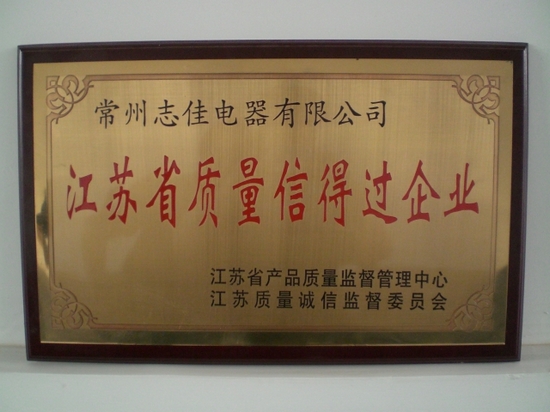 常州志佳电器有限公司
江苏省质量信得过企业
江苏省产品质量监督管理中心
江苏质量诚信监督委员会